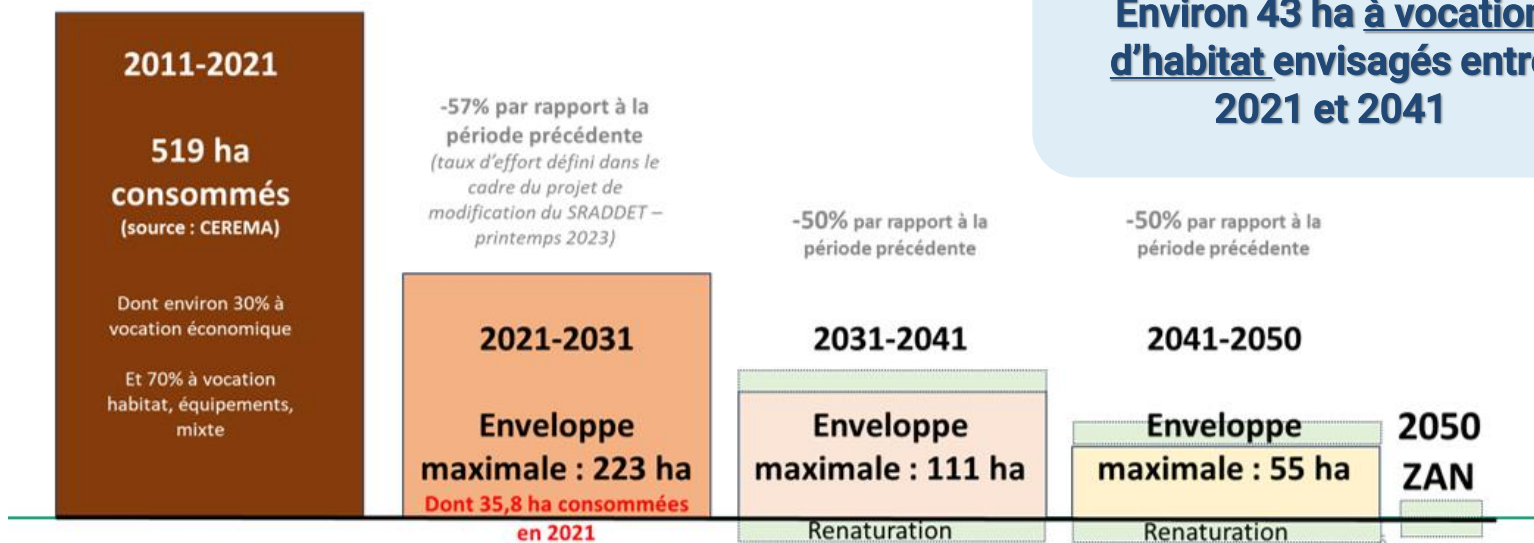 Environ 43 ha à vocation
d'habitat envisagés entre
2021 et 2041
2011-2021
519 ha
consommés
(source : CEREMA)
Dont environ 30% à
vocation économique
Et 70% à vocation
habitat, équipements,
mixte
-57% par rapport à la
période précédente
(taux d'effort défini dans le
cadre du projet de
modification du SRADDET –
printemps 2023)
2021-2031
Enveloppe
maximale : 223 ha
Dont 35,8 ha consommées
en 2021
-50% par rapport à la
période précédente
2031-2041
Enveloppe
maximale : 111 ha
Renaturation
-50% par rapport à la
période précédente
2041-2050
Enveloppe
maximale : 55 ha
Renaturation
2050
ZAN